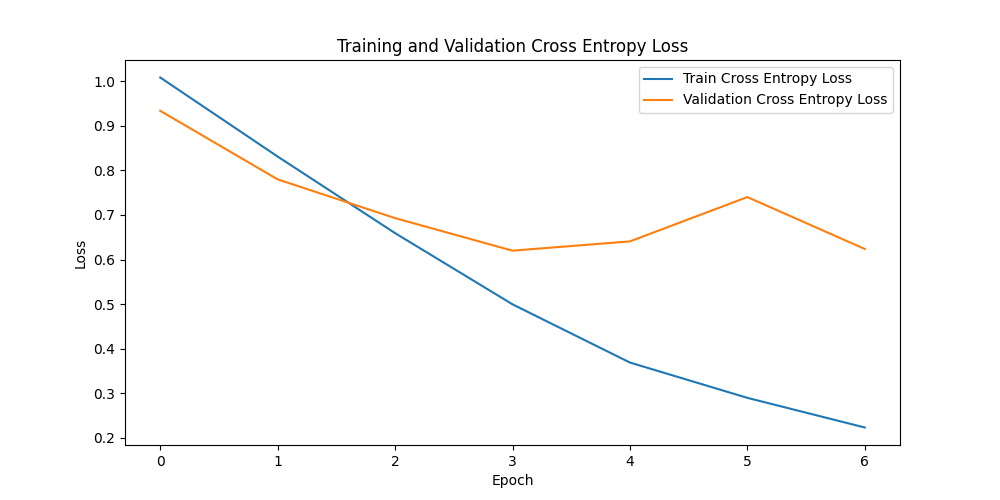 Training and Validation Cross Entropy Loss
Train Cross Entropy Loss
Validation Cross Entropy Loss
Loss
1.0
0.9
0.8
0.7
0.6
0.5
0.4
0.3
0.2
0 1 2 3 4 5 6
Epoch